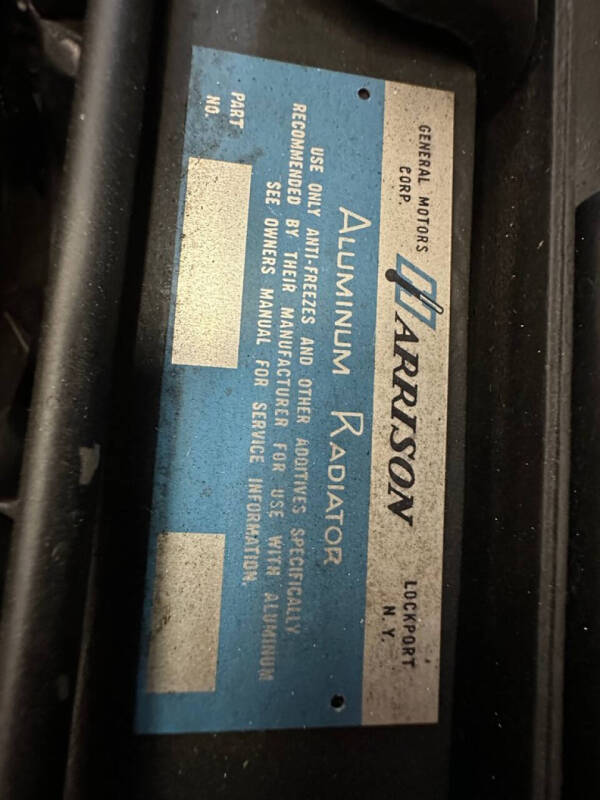 GENERAL MOTORS
CORP.
HARRISON
LOCKPORT
N.Y.
ALUMINUM RADIATOR
USE ONLY ANTI-FREEZES AND OTHER ADDITIVES SPECIFICALLY
RECOMMENDED BY THEIR MANUFACTURER FOR USE WITH ALUMINUM
SEE OWNERS MANUAL FOR SERVICE INFORMATION.
PART
NO.